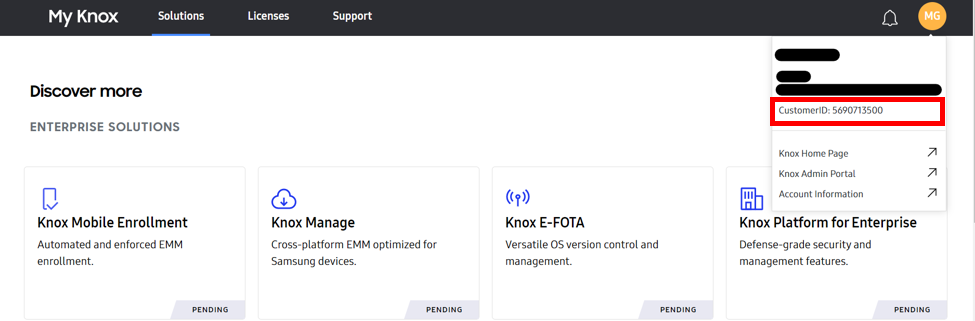 My Knox
Solutions
Licenses
Support
MG
CustomerID: 5690713500
Knox Home Page
Knox Admin Portal
Account Information
Discover more
ENTERPRISE SOLUTIONS
Knox Mobile Enrollment
Automated and enforced EMM
enrollment.
PENDING
Knox Manage
Cross-platform EMM optimized for
Samsung devices.
PENDING
Knox E-FOTA
Versatile OS version control and
management.
PENDING
Knox Platform for Enterprise
Defense-grade security and
management features.
PENDING